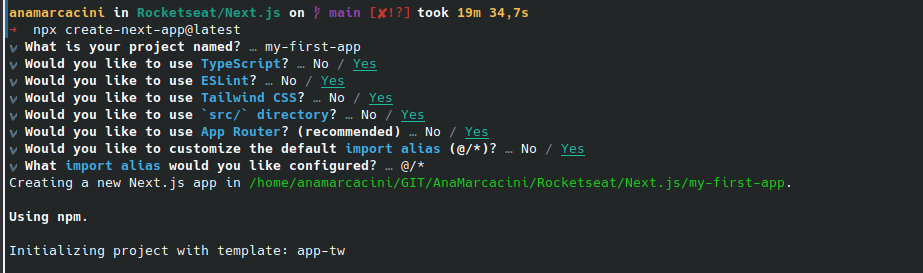 anamarcacini in Rocketseat/Next.js on main [✘!?] took 19m 34,7s
→ npx create-next-app@latest
✔ What is your project named? … my-first-app
✔ Would you like to use TypeScript? … No / Yes
✔ Would you like to use ESLint? … No / Yes
✔ Would you like to use Tailwind CSS? … No / Yes
✔ Would you like to use `src/` directory? … No / Yes
✔ Would you like to use App Router? (recommended) … No / Yes
✔ Would you like to customize the default import alias (@/*)? … No / Yes
✔ What import alias would you like configured? … @/*
Creating a new Next.js app in /home/anamarcacini/GIT/AnaMarcacini/Rocketseat/Next.js/my-first-app.
Using npm.
Initializing project with template: app-tw